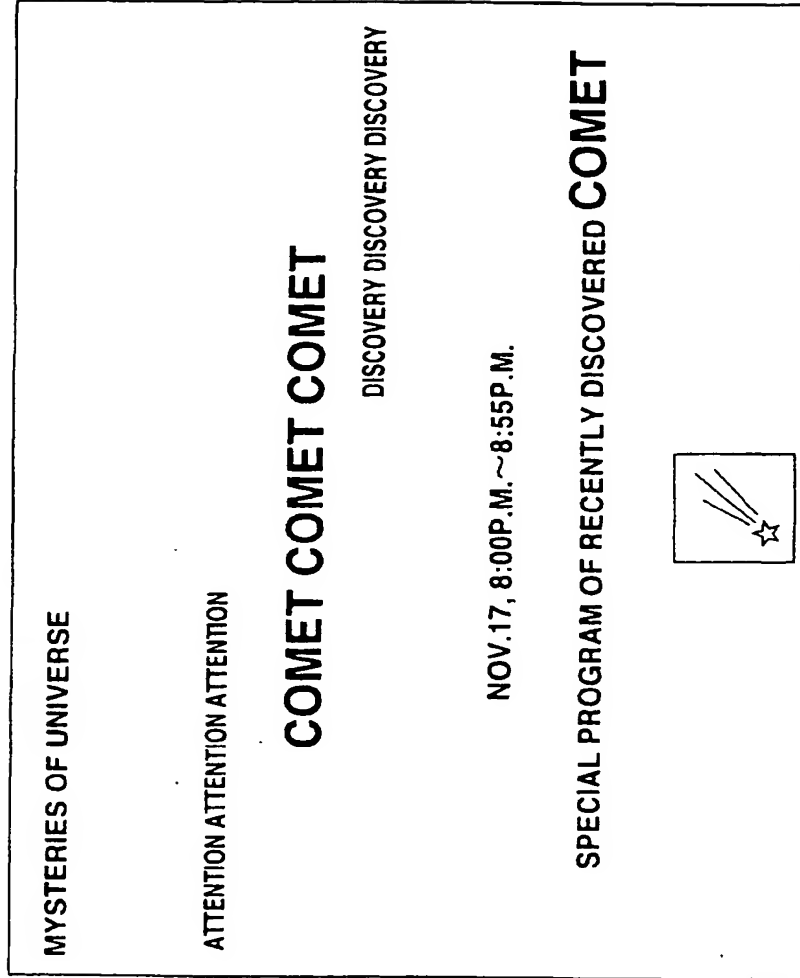 MYSTERIES OF UNIVERSE
ATTENTION ATTENTION ATTENTION
COMET COMET COMET
DISCOVERY DISCOVERY DISCOVERY
NOV.17, 8:00P.M.~8:55P.M.
SPECIAL PROGRAM OF RECENTLY DISCOVERED COMET